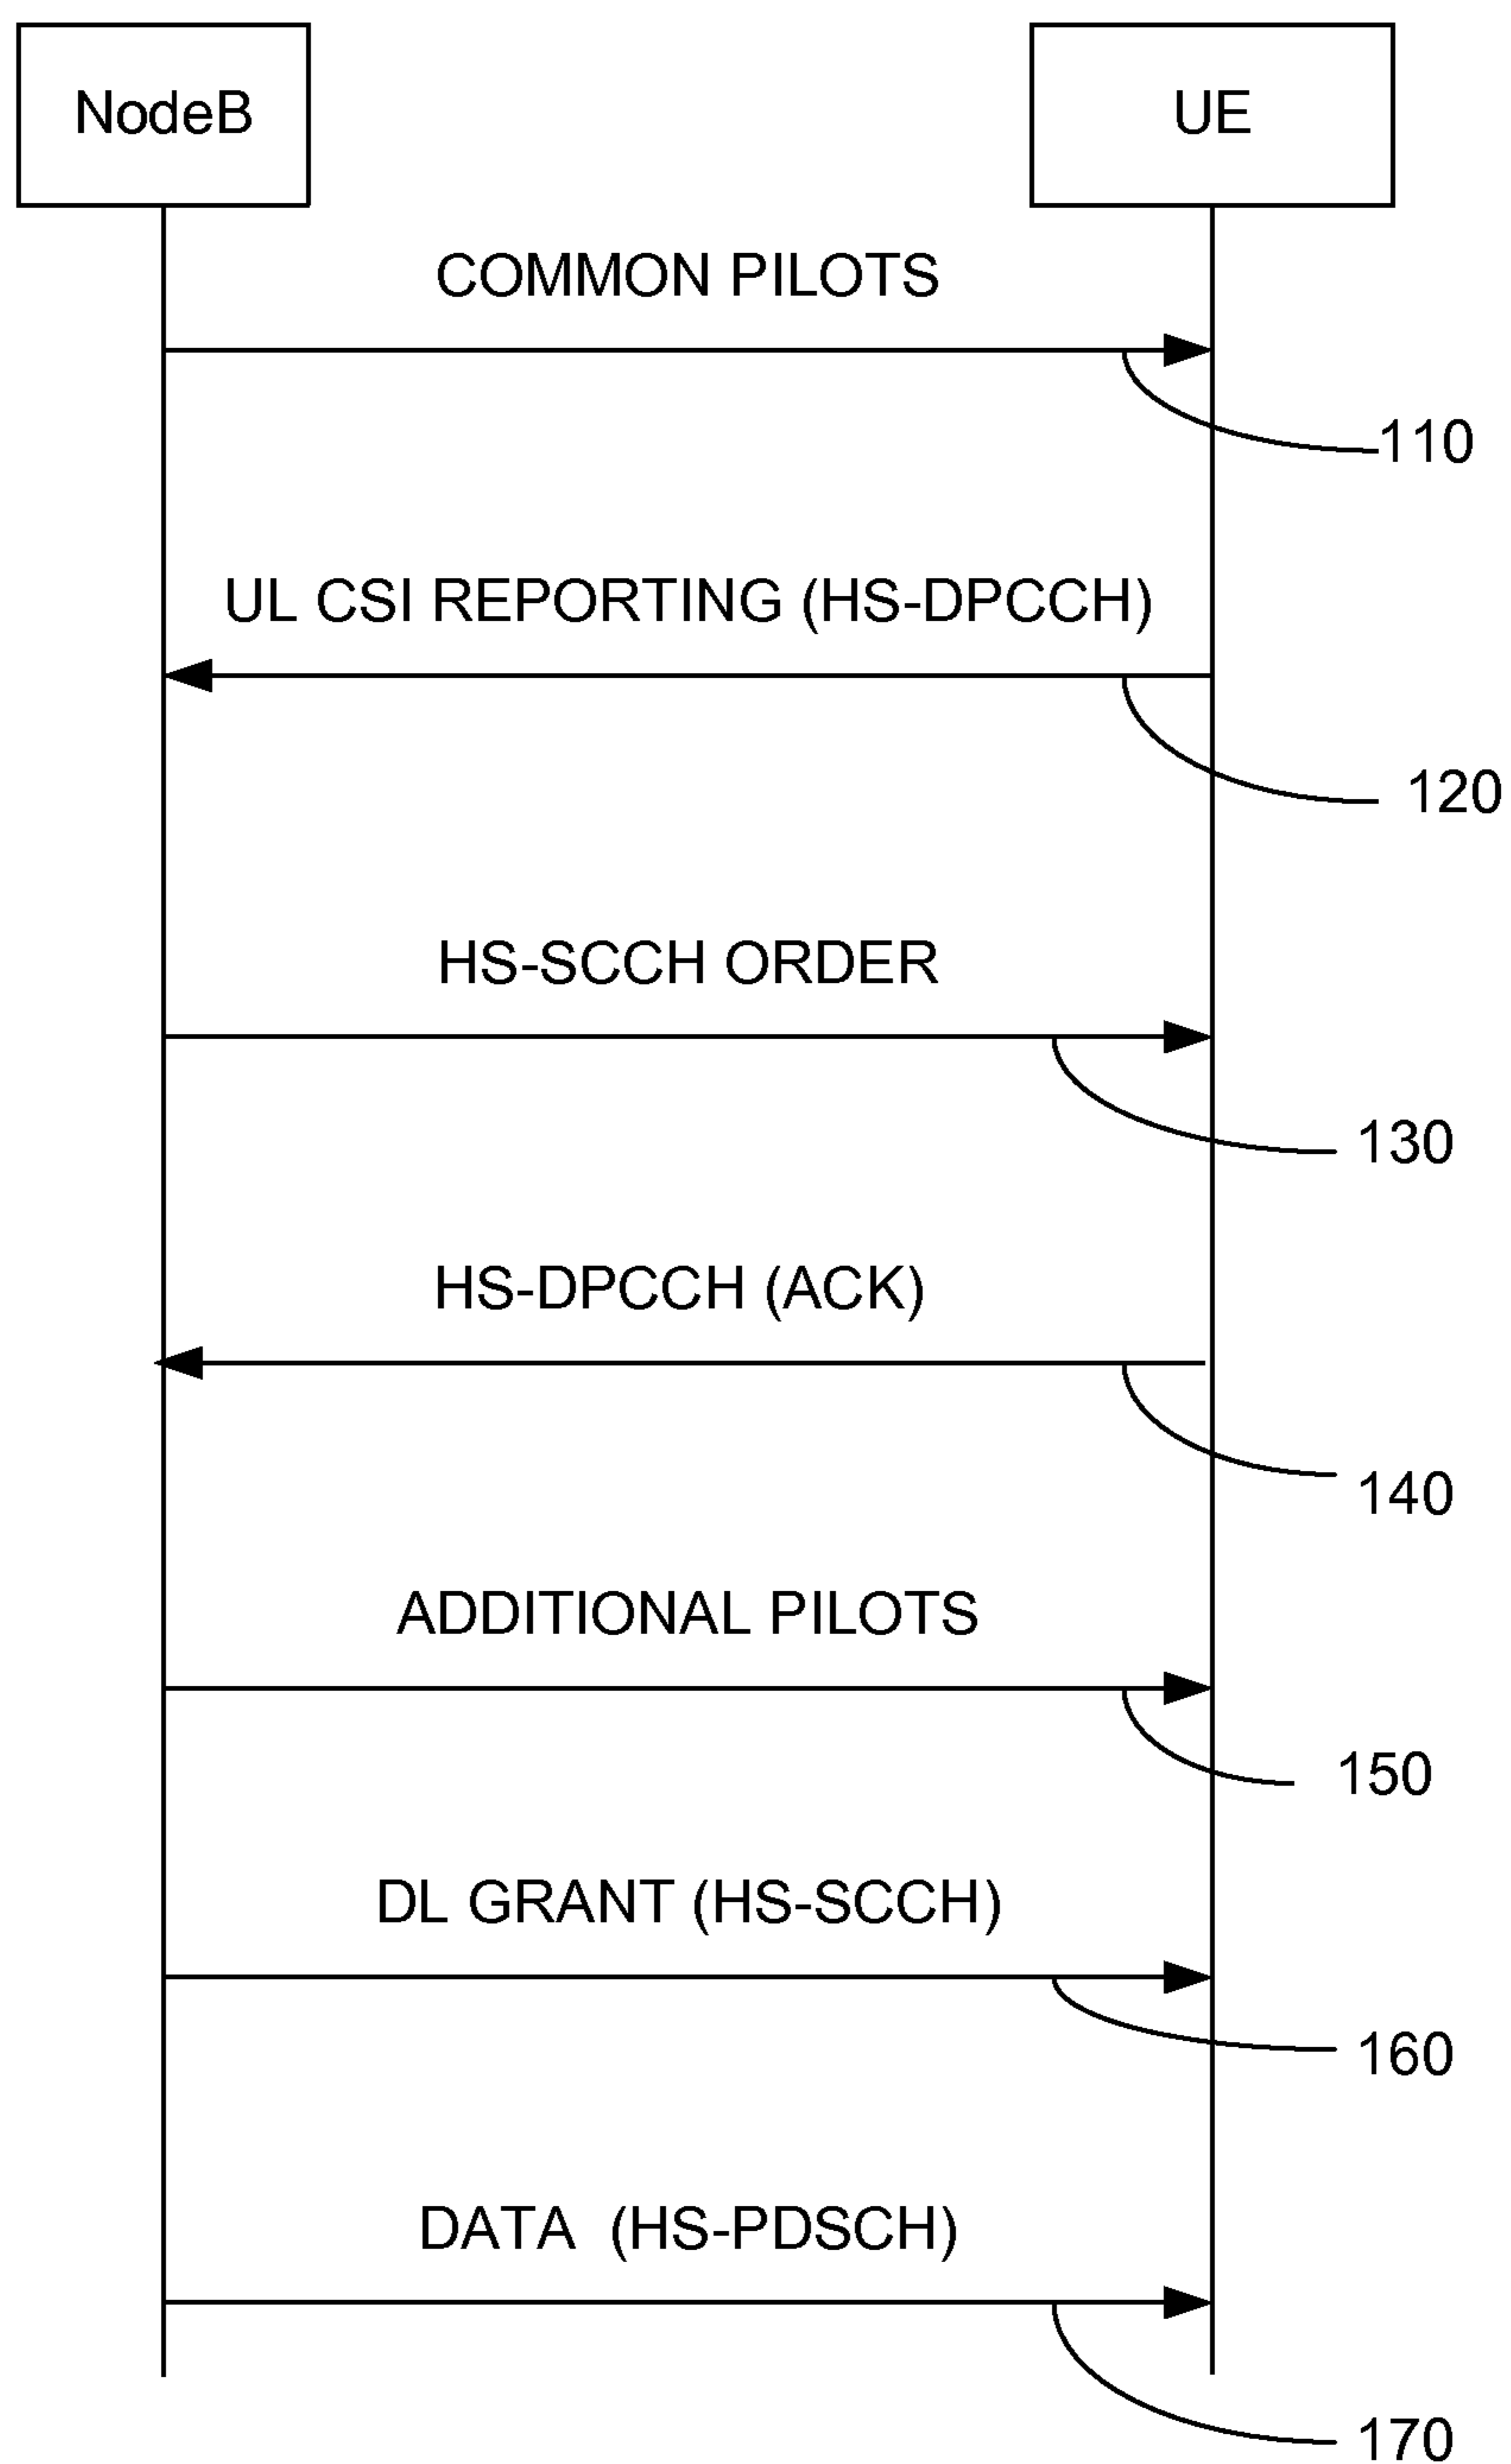 NodeB
UE
COMMON PILOTS
110
UL CSI REPORTING (HS-DPCCH)
120
HS-SCCH ORDER
130
HS-DPCCH (ACK)
140
ADDITIONAL PILOTS
150
DL GRANT (HS-SCCH)
160
DATA (HS-PDSCH)
170